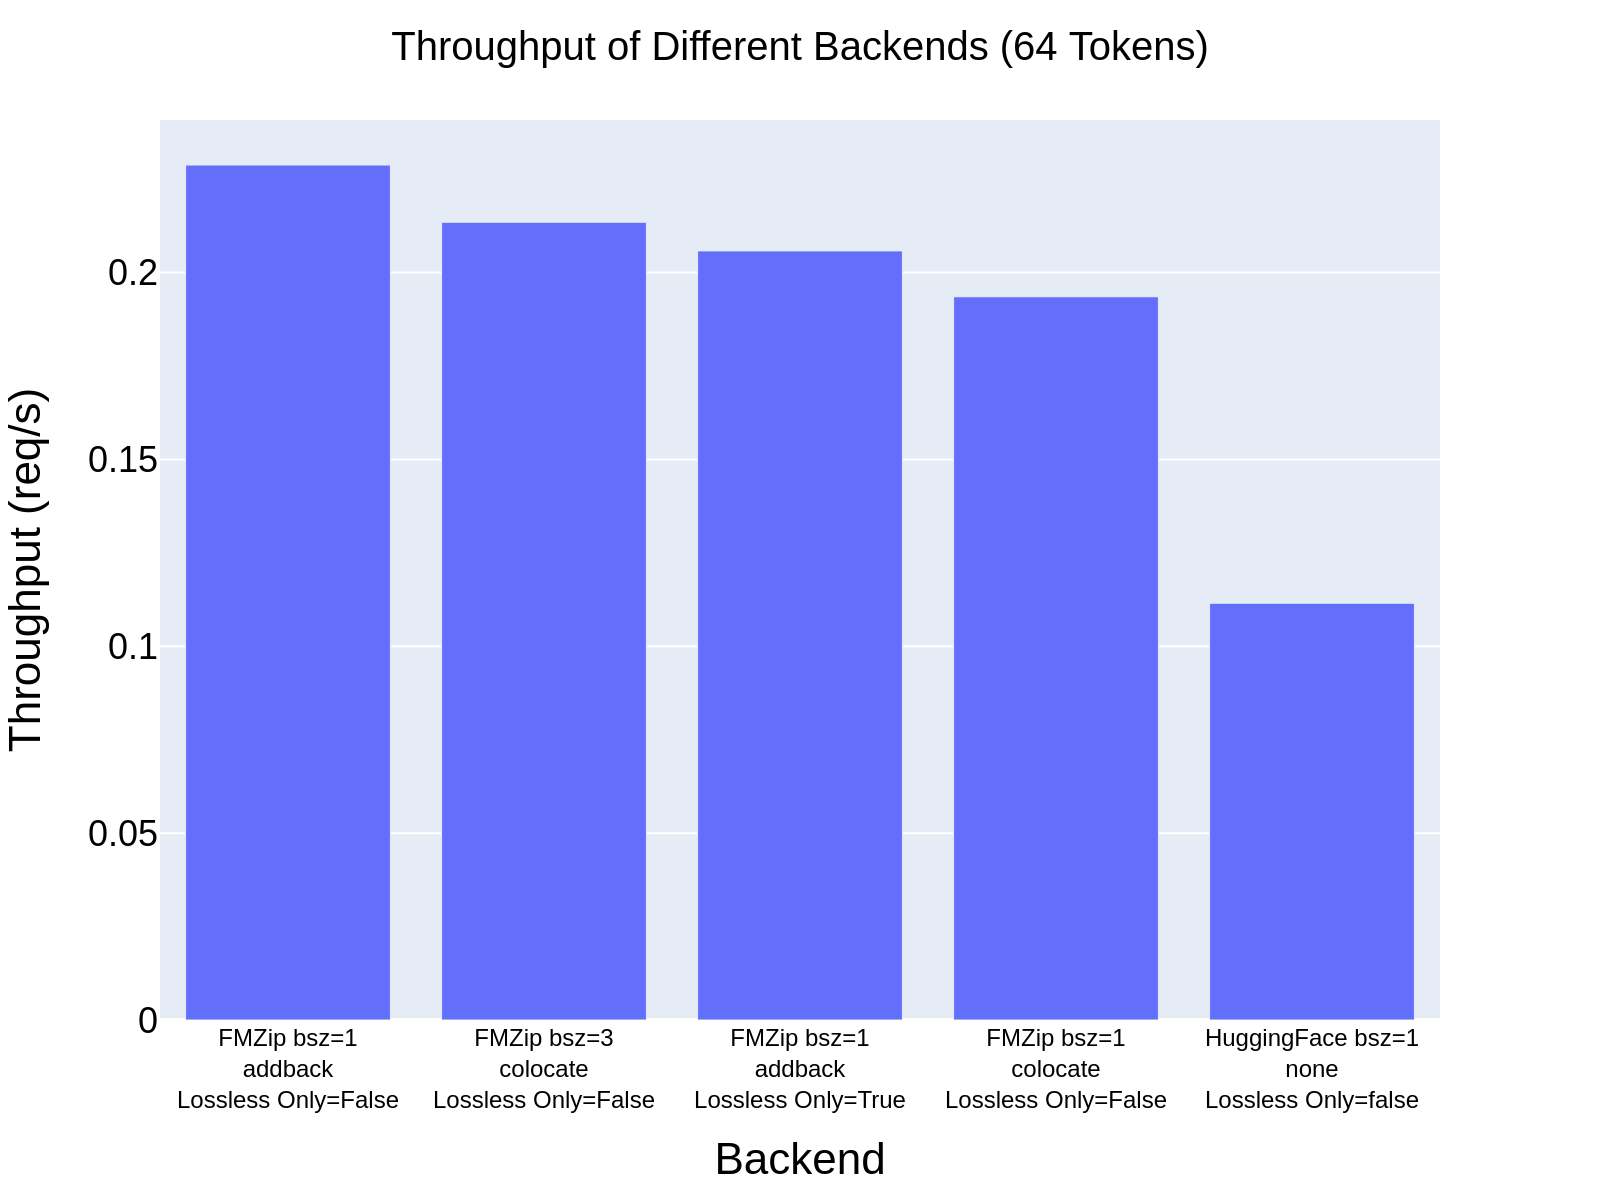 Throughput of Different Backends (64 Tokens)
Throughput (req/s)
0.2
0.15
0.1
0.05
0
FMZip bsz=1
addback
Lossless Only=False
FMZip bsz=3
colocate
Lossless Only=False
FMZip bsz=1
addback
Lossless Only=True
FMZip bsz=1
colocate
Lossless Only=False
HuggingFace bsz=1
none
Lossless Only=false
Backend